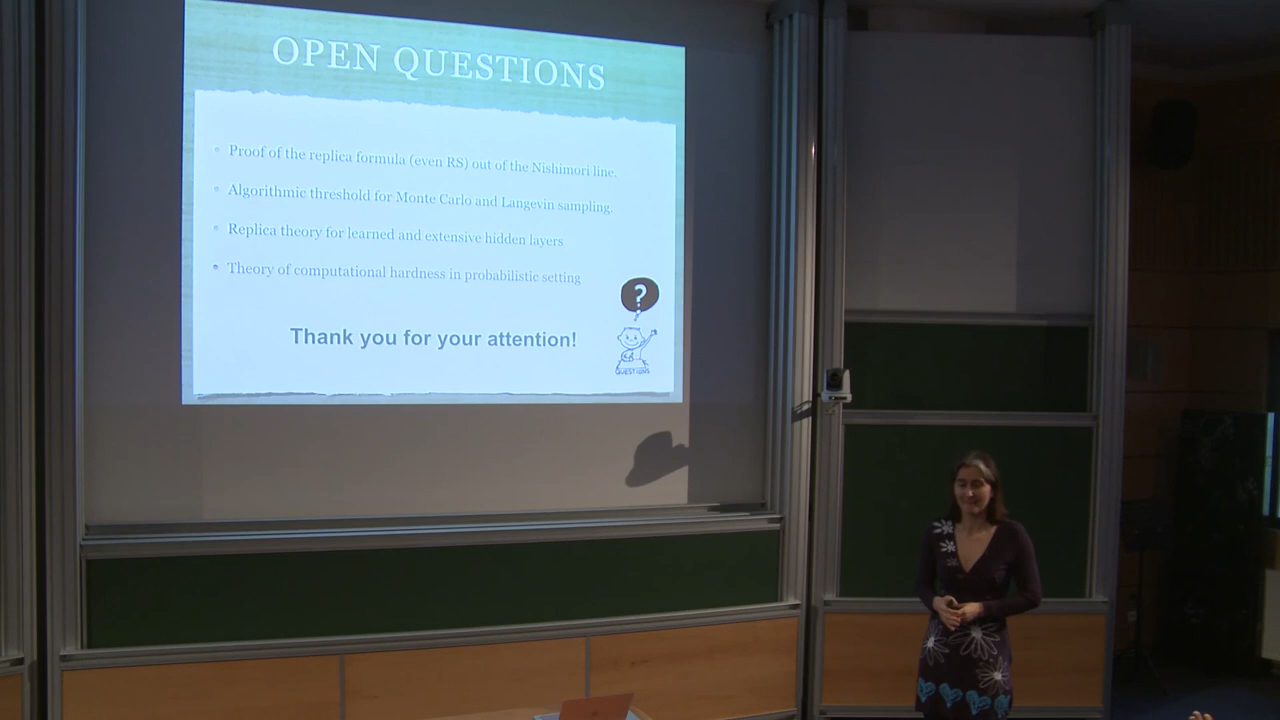 OPEN QUESTIONS
Proof of the replica formula (even RS) out of the Nishimori line.
Algorithmic threshold for Monte Carlo and Langevin sampling.
Replica theory for learned and extensive hidden layers
Theory of computational hardness in probabilistic setting
?
Thank you for your attention!
QUESTIONS